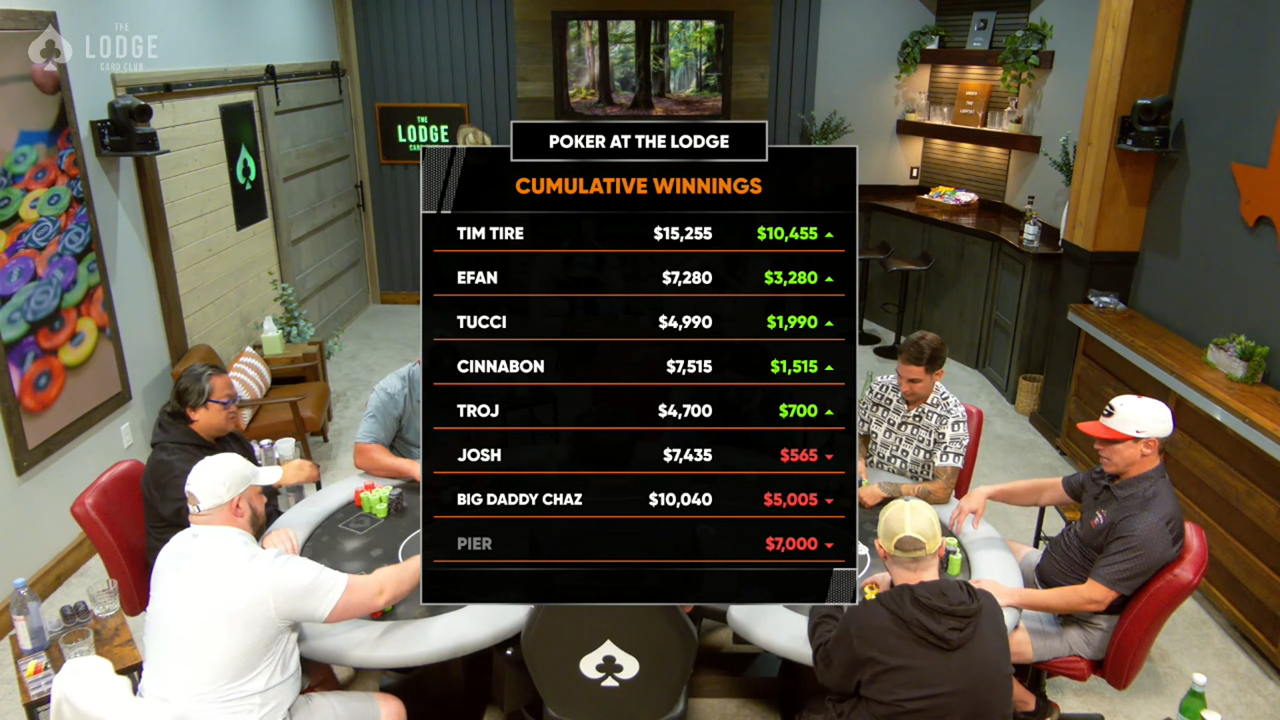 THE
LODGE
CARD CLUB
THE
LODGE
POKER AT THE LODGE
CUMULATIVE WINNINGS
TIM TIRE $15,255 $10,455
EFAN $7,280 $3,280
TUCCI $4,990 $1,990
CINNABON $7,515 $1,515
TROJ $4,700 $700
JOSH $7,435 $565
BIG DADDY CHAZ $10,040 $5,005
PIER $7,000